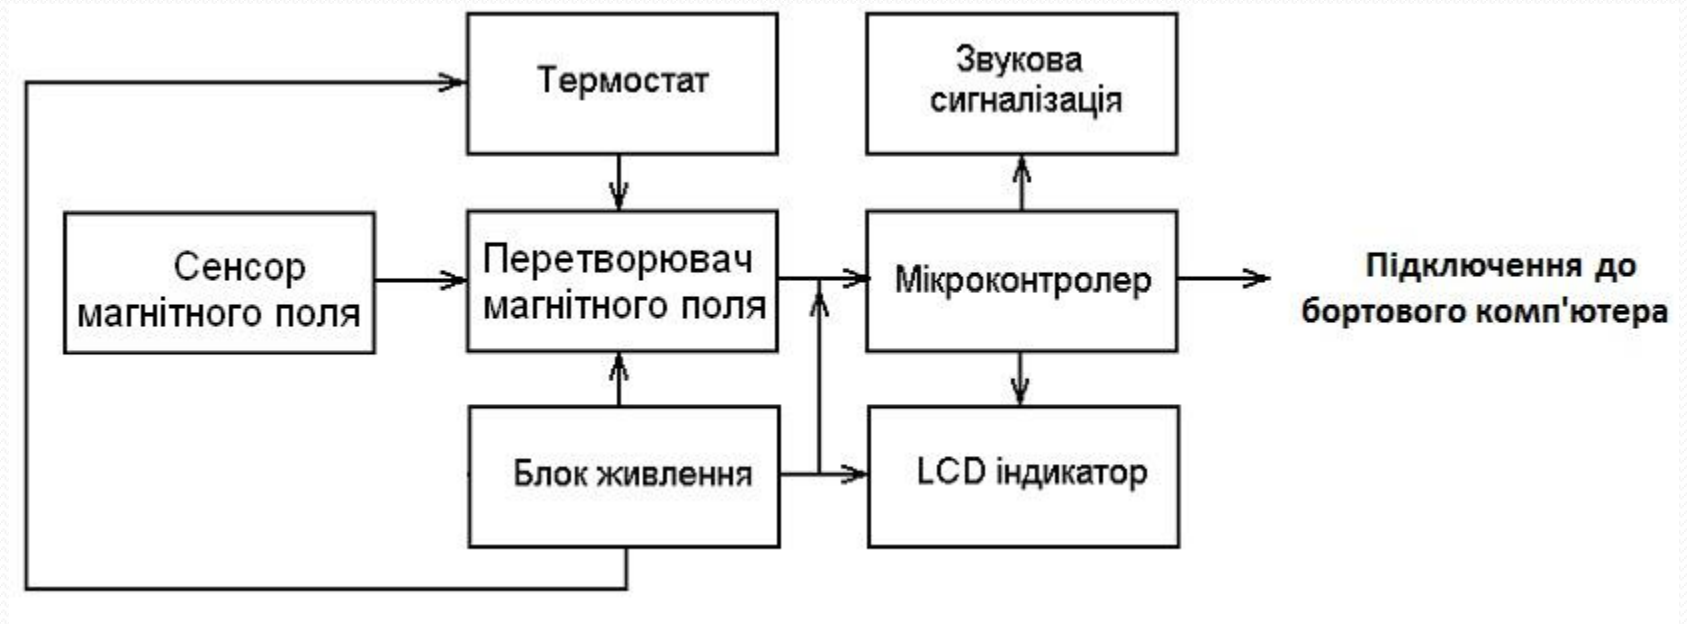 Термостат
Звукова
сигналізація
Сенсор
магнітного поля
Перетворювач
магнітного поля
Мікроконтролер
Підключення до
бортового комп'ютера
Блок живлення
LCD індикатор